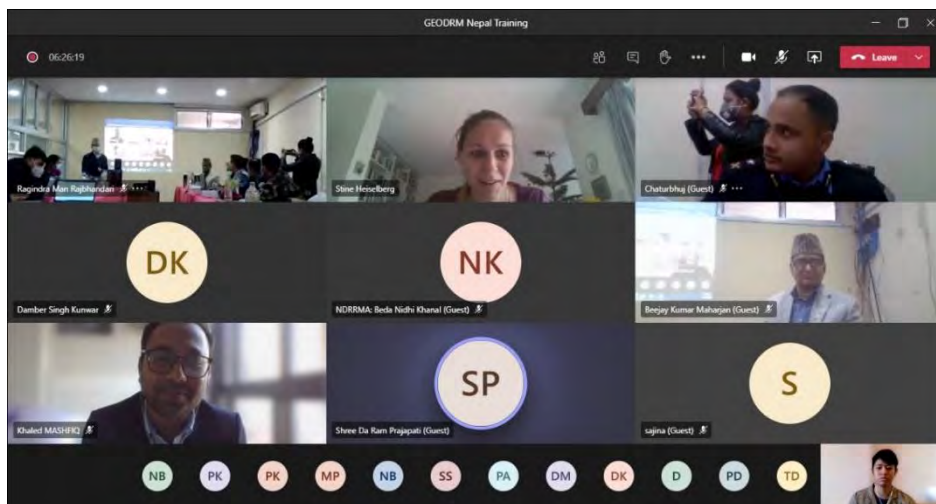 GEODRM Nepal Training
06:26:19
Leave
Ragindra Man Rajbhandari
Stine Heiselberg
Chaturbhuj (Guest)
DK
NK
Damber Singh Kunwar
NDRRMA: Beda Nidhi Khanal (Guest)
Beejay Kumar Maharjan (Guest)
SP
S
Khaled MASHFIQ
Shree Da Ram Prajapati (Guest)
sajina (Guest)
NB PK PK MP NB SS PA DM DK D PD TD